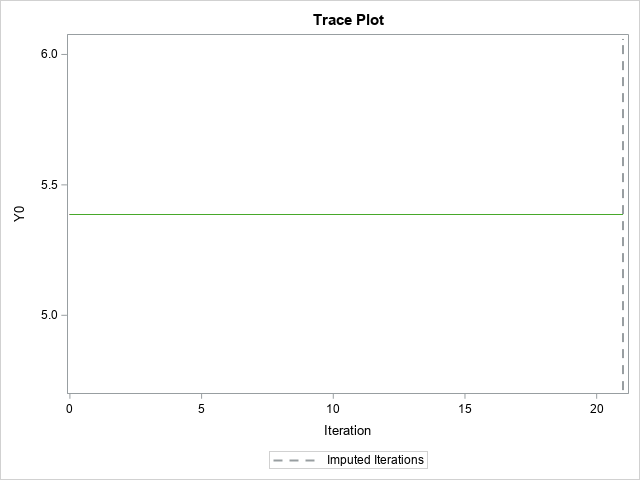 Trace Plot
6.0
5.5
5.0
Y0
0 5 10 15 20
Iteration
Imputed Iterations